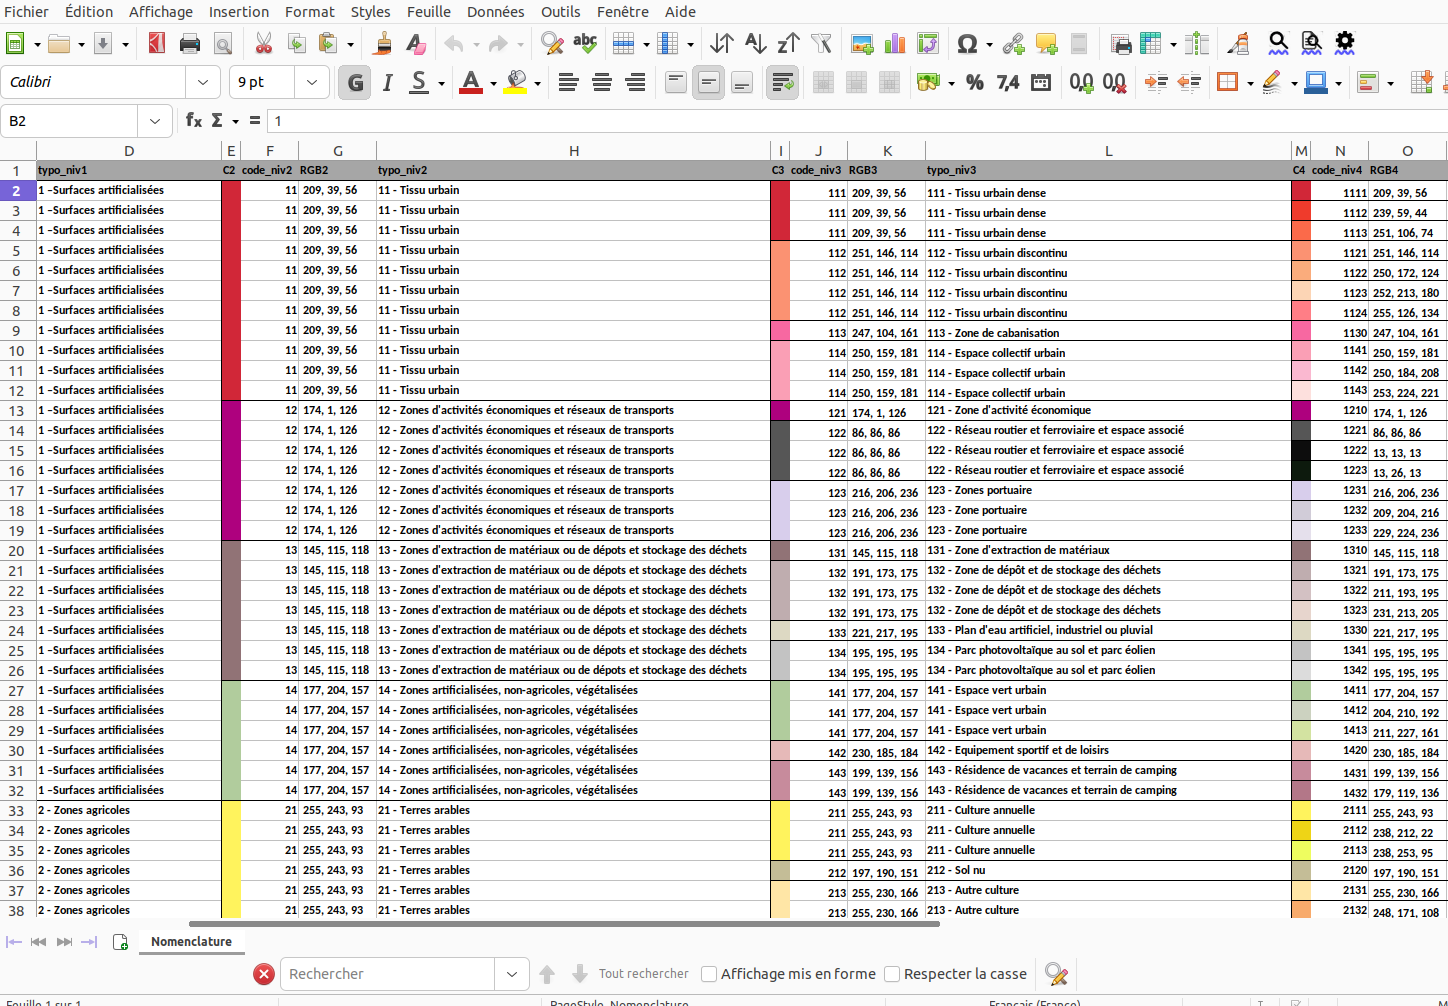 Fichier Édition Affichage Insertion Format Styles Feuille Données Outils Fenêtre Aide
Calibri 9 pt G I S A % 7,4 0,0 0,0
B2 fx Σ = 1
D E F G H I J K L M N O
1 typo_niv1 C2 code_niv2 RGB2 typo_niv2 C3 code_niv3 RGB3 typo_niv3 C4 code_niv4 RGB4
2 1 –Surfaces artificialisées 11 209, 39, 56 11 - Tissu urbain 111 209, 39, 56 111 - Tissu urbain dense 1111 209, 39, 56
3 1 –Surfaces artificialisées 11 209, 39, 56 11 - Tissu urbain 111 209, 39, 56 111 - Tissu urbain dense 1112 239, 59, 44
4 1 –Surfaces artificialisées 11 209, 39, 56 11 - Tissu urbain 111 209, 39, 56 111 - Tissu urbain dense 1113 251, 106, 74
5 1 –Surfaces artificialisées 11 209, 39, 56 11 - Tissu urbain 112 251, 146, 114 112 - Tissu urbain discontinu 1121 251, 146, 114
6 1 –Surfaces artificialisées 11 209, 39, 56 11 - Tissu urbain 112 251, 146, 114 112 - Tissu urbain discontinu 1122 250, 172, 124
7 1 –Surfaces artificialisées 11 209, 39, 56 11 - Tissu urbain 112 251, 146, 114 112 - Tissu urbain discontinu 1123 252, 213, 180
8 1 –Surfaces artificialisées 11 209, 39, 56 11 - Tissu urbain 112 251, 146, 114 112 - Tissu urbain discontinu 1124 255, 126, 134
9 1 –Surfaces artificialisées 11 209, 39, 56 11 - Tissu urbain 113 247, 104, 161 113 - Zone de cabanisation 1130 247, 104, 161
10 1 –Surfaces artificialisées 11 209, 39, 56 11 - Tissu urbain 114 250, 159, 181 114 - Espace collectif urbain 1141 250, 159, 181
11 1 –Surfaces artificialisées 11 209, 39, 56 11 - Tissu urbain 114 250, 159, 181 114 - Espace collectif urbain 1142 250, 184, 208
12 1 –Surfaces artificialisées 11 209, 39, 56 11 - Tissu urbain 114 250, 159, 181 114 - Espace collectif urbain 1143 253, 224, 221
13 1 –Surfaces artificialisées 12 174, 1, 126 12 - Zones d'activités économiques et réseaux de transports 121 174, 1, 126 121 - Zone d'activité économique 1210 174, 1, 126
14 1 –Surfaces artificialisées 12 174, 1, 126 12 - Zones d'activités économiques et réseaux de transports 122 86, 86, 86 122 - Réseau routier et ferroviaire et espace associé 1221 86, 86, 86
15 1 –Surfaces artificialisées 12 174, 1, 126 12 - Zones d'activités économiques et réseaux de transports 122 86, 86, 86 122 - Réseau routier et ferroviaire et espace associé 1222 13, 13, 13
16 1 –Surfaces artificialisées 12 174, 1, 126 12 - Zones d'activités économiques et réseaux de transports 122 86, 86, 86 122 - Réseau routier et ferroviaire et espace associé 1223 13, 26, 13
17 1 –Surfaces artificialisées 12 174, 1, 126 12 - Zones d'activités économiques et réseaux de transports 123 216, 206, 236 123 - Zones portuaire 1231 216, 206, 236
18 1 –Surfaces artificialisées 12 174, 1, 126 12 - Zones d'activités économiques et réseaux de transports 123 216, 206, 236 123 - Zone portuaire 1232 209, 204, 216
19 1 –Surfaces artificialisées 12 174, 1, 126 12 - Zones d'activités économiques et réseaux de transports 123 216, 206, 236 123 - Zone portuaire 1233 229, 224, 236
20 1 –Surfaces artificialisées 13 145, 115, 118 13 - Zones d'extraction de matériaux ou de dépots et stockage des déchets 131 145, 115, 118 131 - Zone d'extraction de matériaux 1310 145, 115, 118
21 1 –Surfaces artificialisées 13 145, 115, 118 13 - Zones d'extraction de matériaux ou de dépots et stockage des déchets 132 191, 173, 175 132 - Zone de dépôt et de stockage des déchets 1321 191, 173, 175
22 1 –Surfaces artificialisées 13 145, 115, 118 13 - Zones d'extraction de matériaux ou de dépots et stockage des déchets 132 191, 173, 175 132 - Zone de dépôt et de stockage des déchets 1322 211, 193, 195
23 1 –Surfaces artificialisées 13 145, 115, 118 13 - Zones d'extraction de matériaux ou de dépots et stockage des déchets 132 191, 173, 175 132 - Zone de dépôt et de stockage des déchets 1323 231, 213, 205
24 1 –Surfaces artificialisées 13 145, 115, 118 13 - Zones d'extraction de matériaux ou de dépots et stockage des déchets 133 221, 217, 195 133 - Plan d'eau artificiel, industriel ou pluvial 1330 221, 217, 195
25 1 –Surfaces artificialisées 13 145, 115, 118 13 - Zones d'extraction de matériaux ou de dépots et stockage des déchets 134 195, 195, 195 134 - Parc photovoltaïque au sol et parc éolien 1341 195, 195, 195
26 1 –Surfaces artificialisées 13 145, 115, 118 13 - Zones d'extraction de matériaux ou de dépots et stockage des déchets 134 195, 195, 195 134 - Parc photovoltaïque au sol et parc éolien 1342 195, 195, 195
27 1 –Surfaces artificialisées 14 177, 204, 157 14 - Zones artificialisées, non-agricoles, végétalisées 141 177, 204, 157 141 - Espace vert urbain 1411 177, 204, 157
28 1 –Surfaces artificialisées 14 177, 204, 157 14 - Zones artificialisées, non-agricoles, végétalisées 141 177, 204, 157 141 - Espace vert urbain 1412 204, 210, 192
29 1 –Surfaces artificialisées 14 177, 204, 157 14 - Zones artificialisées, non-agricoles, végétalisées 141 177, 204, 157 141 - Espace vert urbain 1413 211, 227, 161
30 1 –Surfaces artificialisées 14 177, 204, 157 14 - Zones artificialisées, non-agricoles, végétalisées 142 230, 185, 184 142 - Equipement sportif et de loisirs 1420 230, 185, 184
31 1 –Surfaces artificialisées 14 177, 204, 157 14 - Zones artificialisées, non-agricoles, végétalisées 143 199, 139, 156 143 - Résidence de vacances et terrain de camping 1431 199, 139, 156
32 1 –Surfaces artificialisées 14 177, 204, 157 14 - Zones artificialisées, non-agricoles, végétalisées 143 199, 139, 156 143 - Résidence de vacances et terrain de camping 1432 179, 119, 136
33 2 - Zones agricoles 21 255, 243, 93 21 - Terres arables 211 255, 243, 93 211 - Culture annuelle 2111 255, 243, 93
34 2 - Zones agricoles 21 255, 243, 93 21 - Terres arables 211 255, 243, 93 211 - Culture annuelle 2112 238, 212, 22
35 2 - Zones agricoles 21 255, 243, 93 21 - Terres arables 211 255, 243, 93 211 - Culture annuelle 2113 238, 253, 95
36 2 - Zones agricoles 21 255, 243, 93 21 - Terres arables 212 197, 190, 151 212 - Sol nu 2120 197, 190, 151
37 2 - Zones agricoles 21 255, 243, 93 21 - Terres arables 213 255, 230, 166 213 - Autre culture 2131 255, 230, 166
38 2 - Zones agricoles 21 255, 243, 93 21 - Terres arables 213 255, 230, 166 213 - Autre culture 2132 248, 171, 108
Nomenclature
Rechercher Tout rechercher Affichage mis en forme Respecter la casse
Feuille 1 sur 1 PageStyle_Nomenclature Français (France)